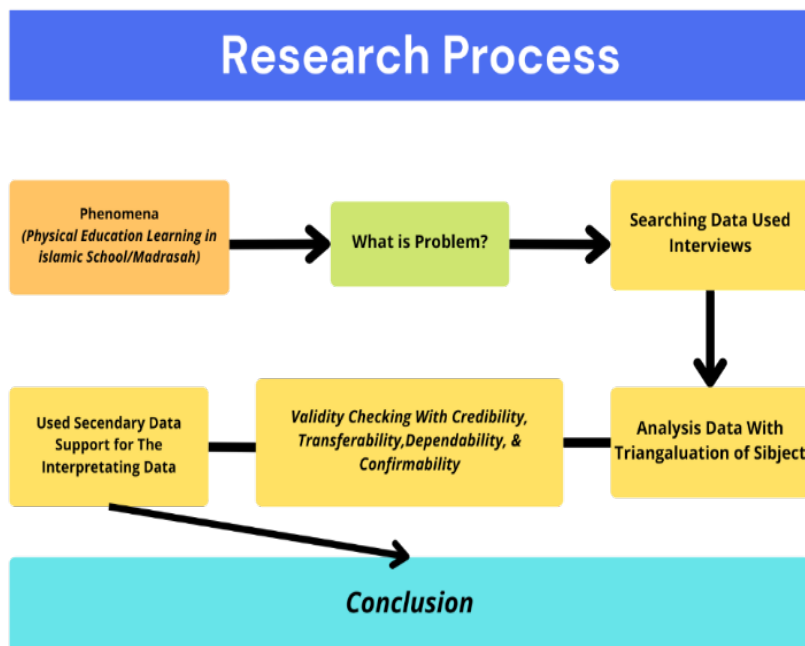 Research Process
Phenomena
(Physical Education Learning in
islamic School/Madrasah)
What is Problem?
Searching Data Used
Interviews
Analysis Data With
Triangaluation of Sibject
Validity Checking With Credibility,
Transferability,Dependability, &
Confirmability
Used Secendary Data
Support for The
Interpretating Data
Conclusion